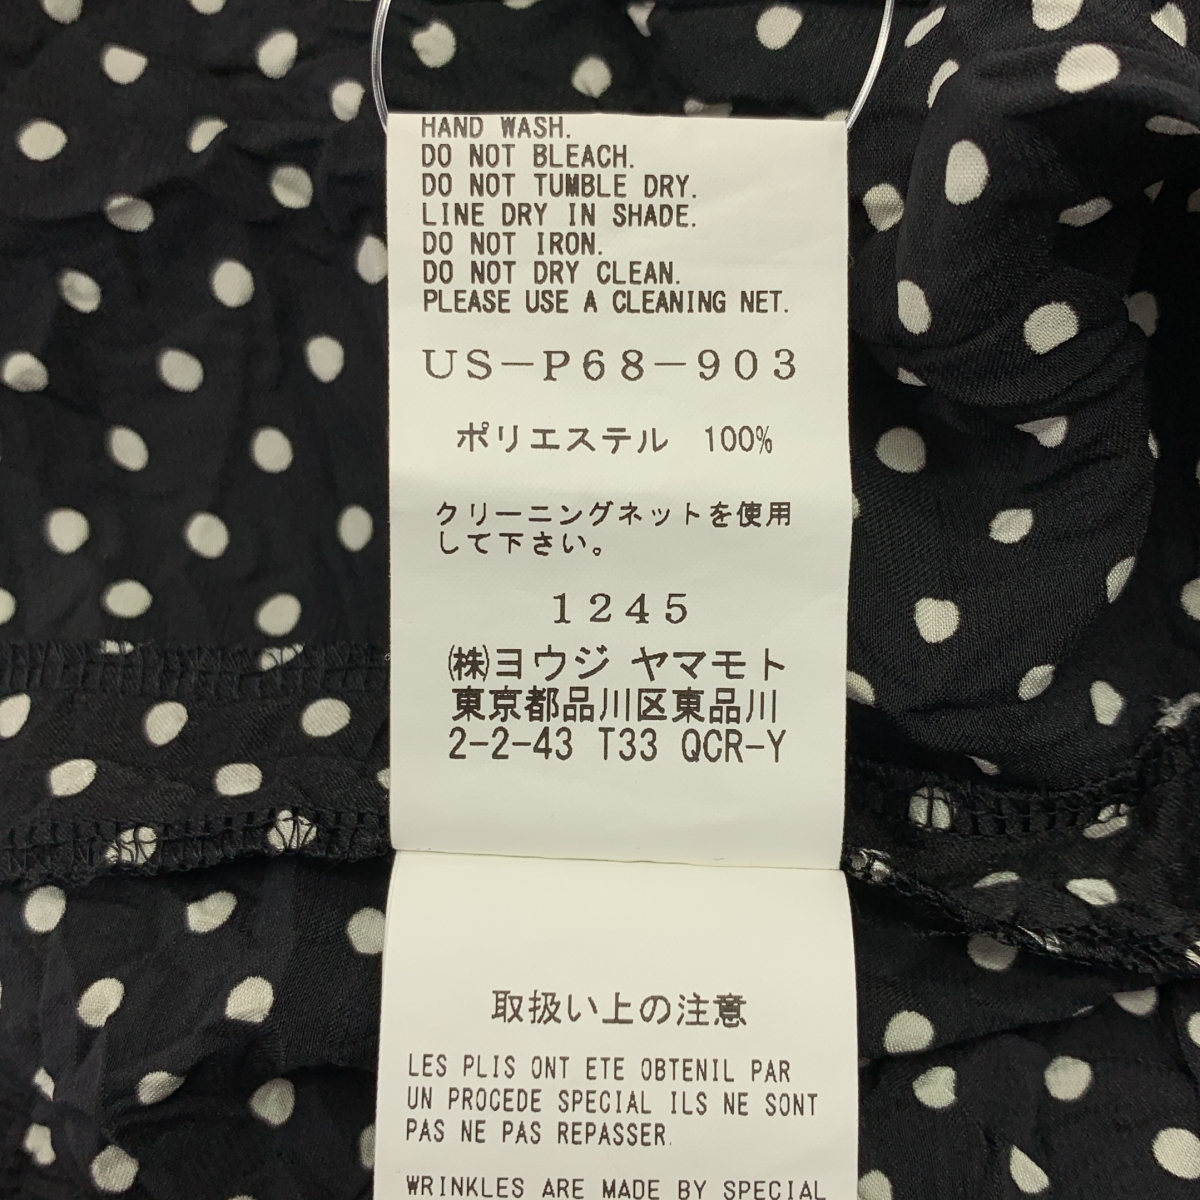 HAND WASH.
DO NOT BLEACH.
DO NOT TUMBLE DRY.
LINE DRY IN SHADE.
DO NOT IRON.
DO NOT DRY CLEAN.
PLEASE USE A CLEANING NET.
US-P68-903
ポリエステル 100%
クリーニングネットを使用
して下さい。
1245
㈱ヨウジ ヤマモト
東京都品川区東品川
2-2-43 T33 QCR-Y
取扱い上の注意
LES PLIS ONT ETE OBTENIL PAR
UN PROCEDE SPECIAL ILS NE SONT
PAS NE PAS REPASSER.
WRINKLES ARE MADE BY SPECIAL